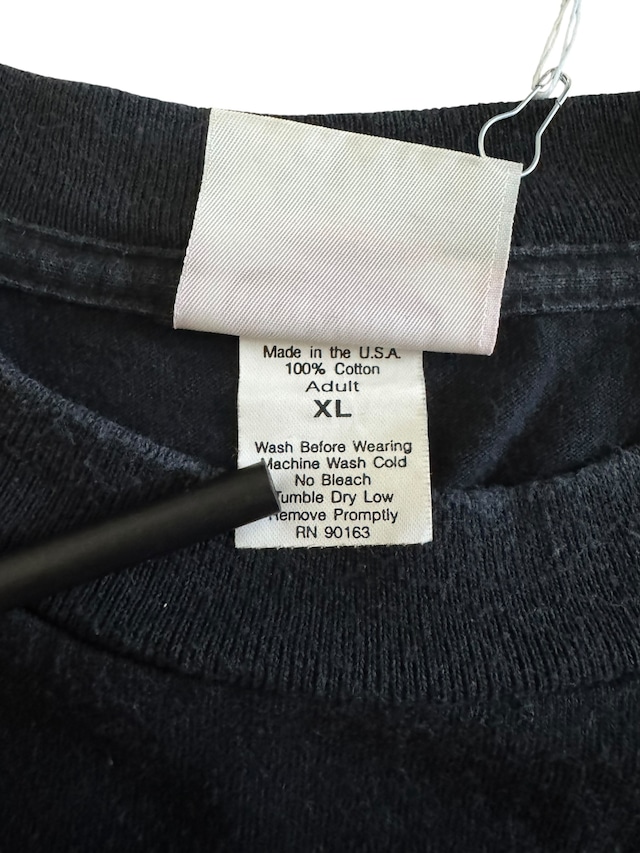 Made in the U.S.A.
100% Cotton
Adult
XL
Wash Before Wearing
Machine Wash Cold
No Bleach
Tumble Dry Low
Remove Promptly
RN 90163